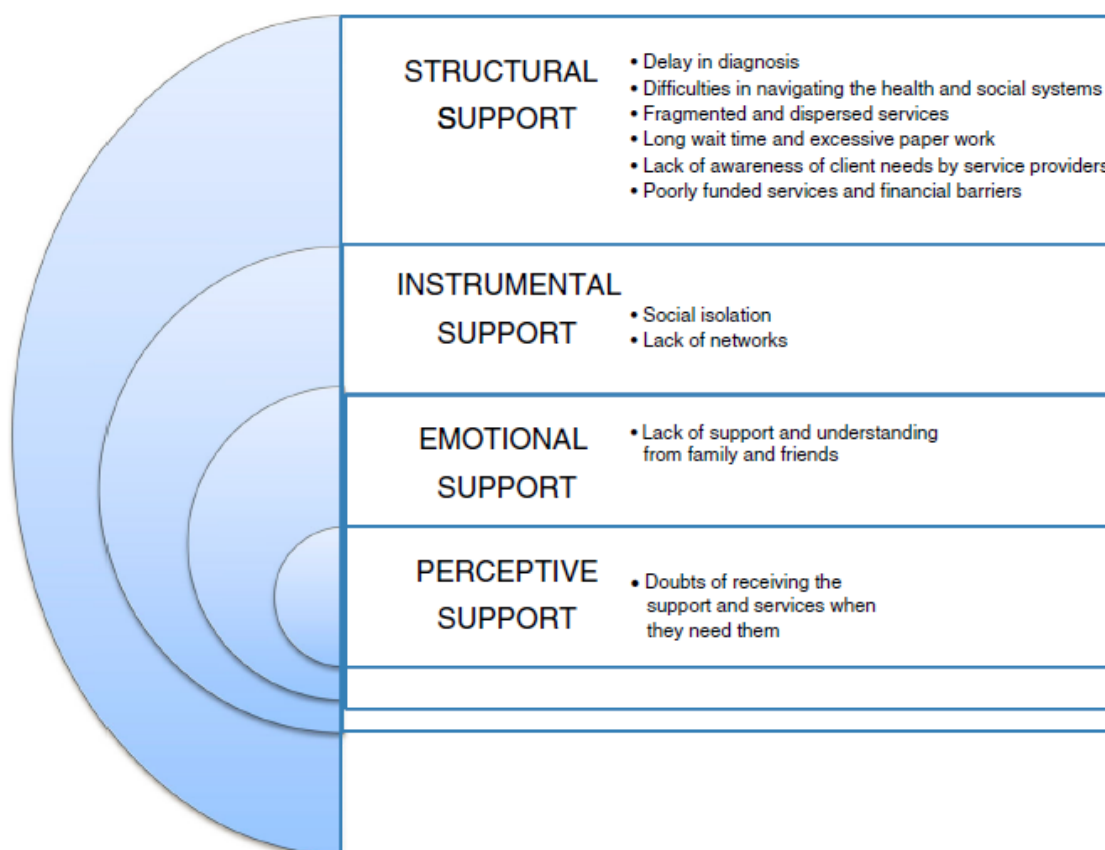 STRUCTURAL
SUPPORT
• Delay in diagnosis
• Difficulties in navigating the health and social systems
• Fragmented and dispersed services
• Long wait time and excessive paper work
• Lack of awareness of client needs by service providers
• Poorly funded services and financial barriers
INSTRUMENTAL
SUPPORT
• Social isolation
• Lack of networks
EMOTIONAL
SUPPORT
• Lack of support and understanding
from family and friends
PERCEPTIVE
SUPPORT
• Doubts of receiving the
support and services when
they need them